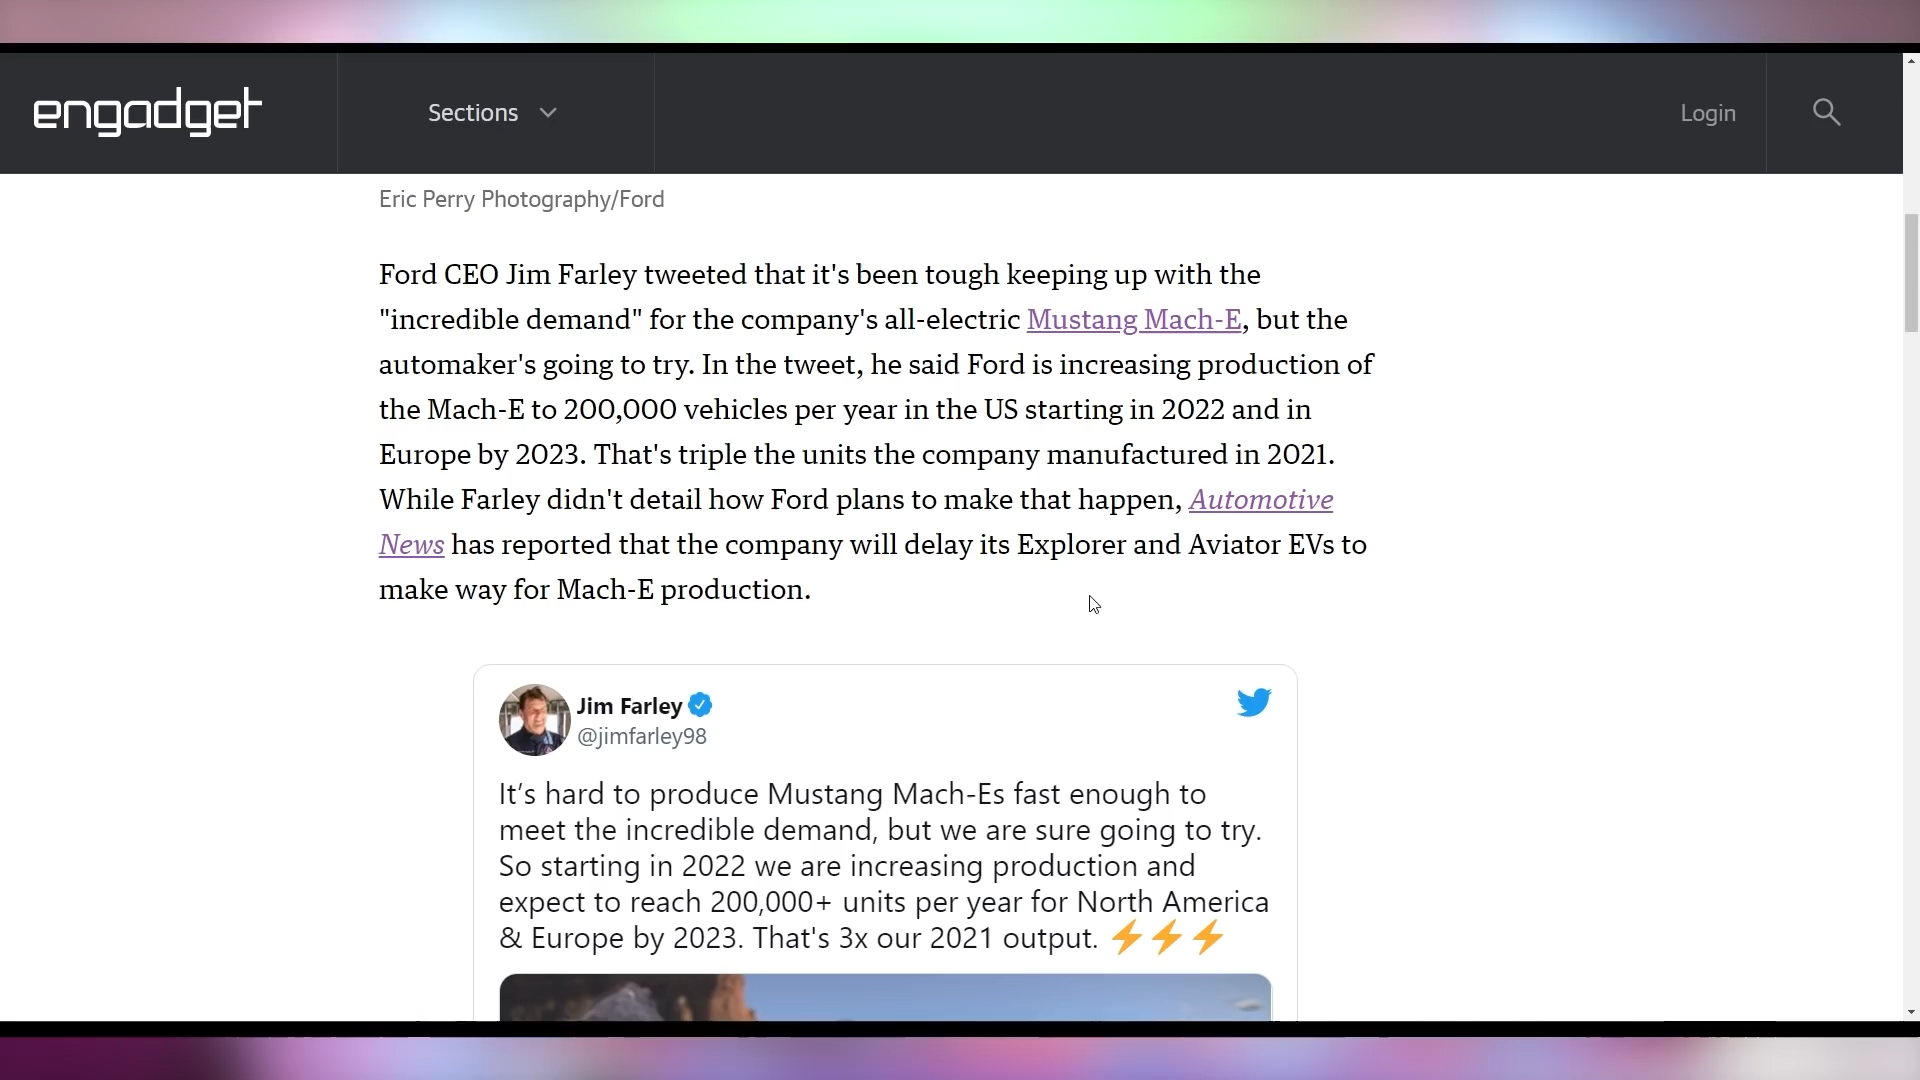 engadget
Sections
Login
Eric Perry Photography/Ford
Ford CEO Jim Farley tweeted that it's been tough keeping up with the
"incredible demand" for the company's all-electric Mustang Mach-E, but the
automaker's going to try. In the tweet, he said Ford is increasing production of
the Mach-E to 200,000 vehicles per year in the US starting in 2022 and in
Europe by 2023. That's triple the units the company manufactured in 2021.
While Farley didn't detail how Ford plans to make that happen, Automotive
News has reported that the company will delay its Explorer and Aviator EVs to
make way for Mach-E production.
Jim Farley
@jimfarley98
It’s hard to produce Mustang Mach-Es fast enough to
meet the incredible demand, but we are sure going to try.
So starting in 2022 we are increasing production and
expect to reach 200,000+ units per year for North America
& Europe by 2023. That's 3x our 2021 output. ⚡⚡⚡